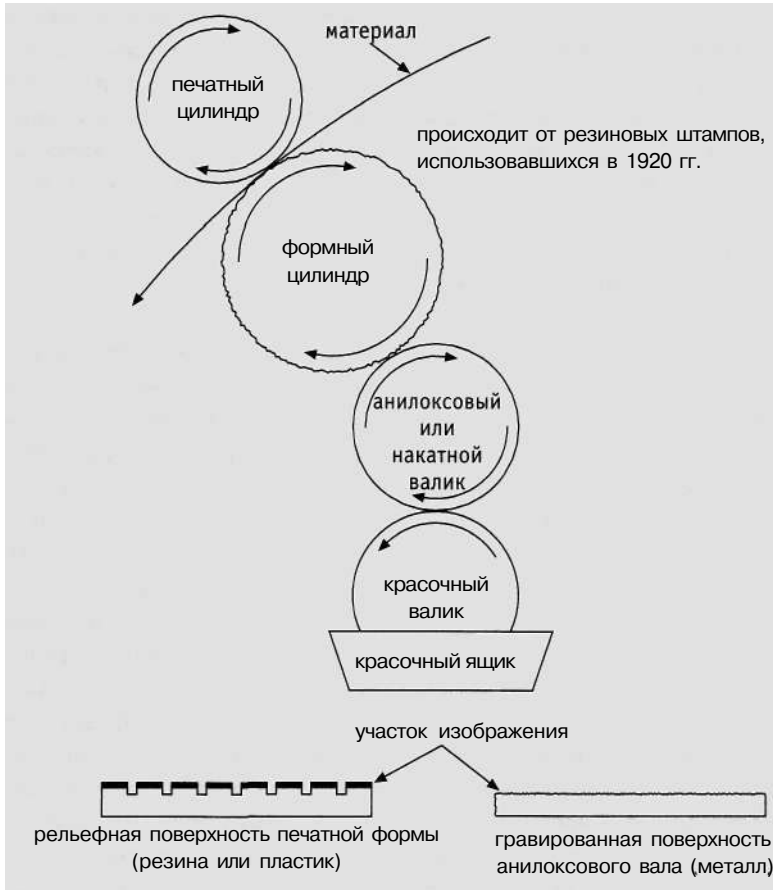 материал
печатный
цилиндр
происходит от резиновых штампов,
использовавшихся в 1920 гг.
формный
цилиндр
анилоксовый
или
накатной
валик
красочный
валик
красочный ящик
участок изображения
рельефная поверхность печатной формы
(резина или пластик)
гравированная поверхность
анилоксового вала (металл)